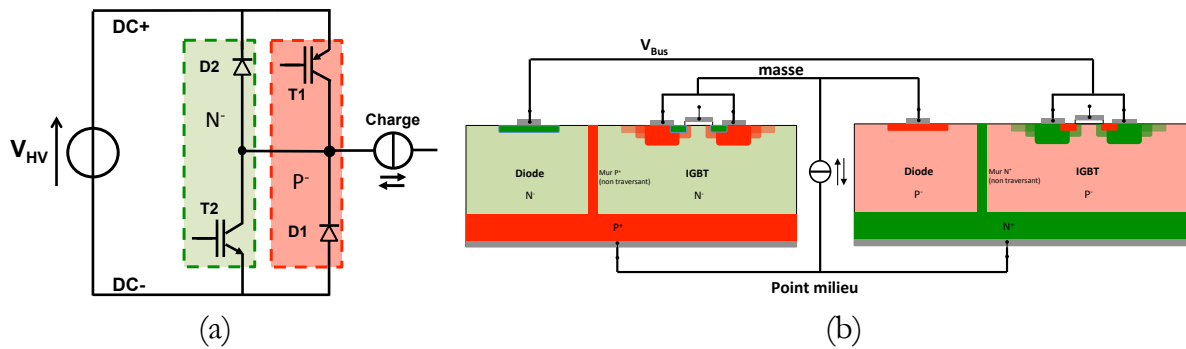 DC+
D2
T1
N⁻
Charge
V_HV
P⁻
T2
D1
DC-
(a)
V_Bus
masse
Diode
N⁻
Mur P⁺
(non traversant)
IGBT
N⁻
P⁺
Diode
P⁻
Mur N⁺
(non traversant)
IGBT
P⁻
N⁺
Point milieu
(b)